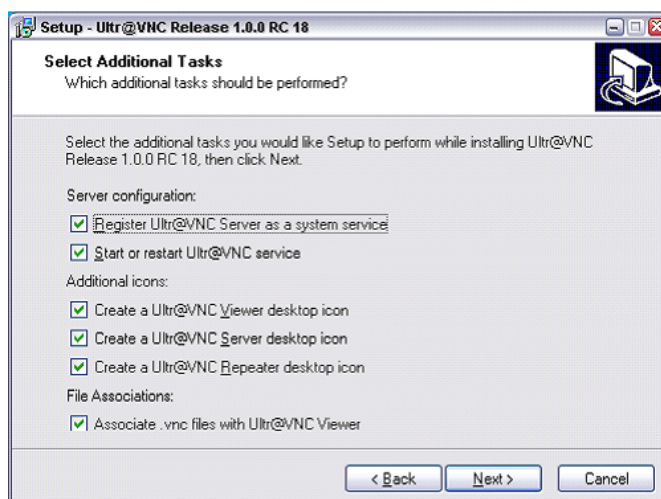 Setup - Ultr@VNC Release 1.0.0 RC 18
Select Additional Tasks
Which additional tasks should be performed?
Select the additional tasks you would like Setup to perform while installing Ultr@VNC
Release 1.0.0 RC 18, then click Next.
Server configuration:
Register Ultr@VNC Server as a system service
Start or restart Ultr@VNC service
Additional icons:
Create a Ultr@VNC Viewer desktop icon
Create a Ultr@VNC Server desktop icon
Create a Ultr@VNC Repeater desktop icon
File Associations:
Associate .vnc files with Ultr@VNC Viewer
< Back Next > Cancel